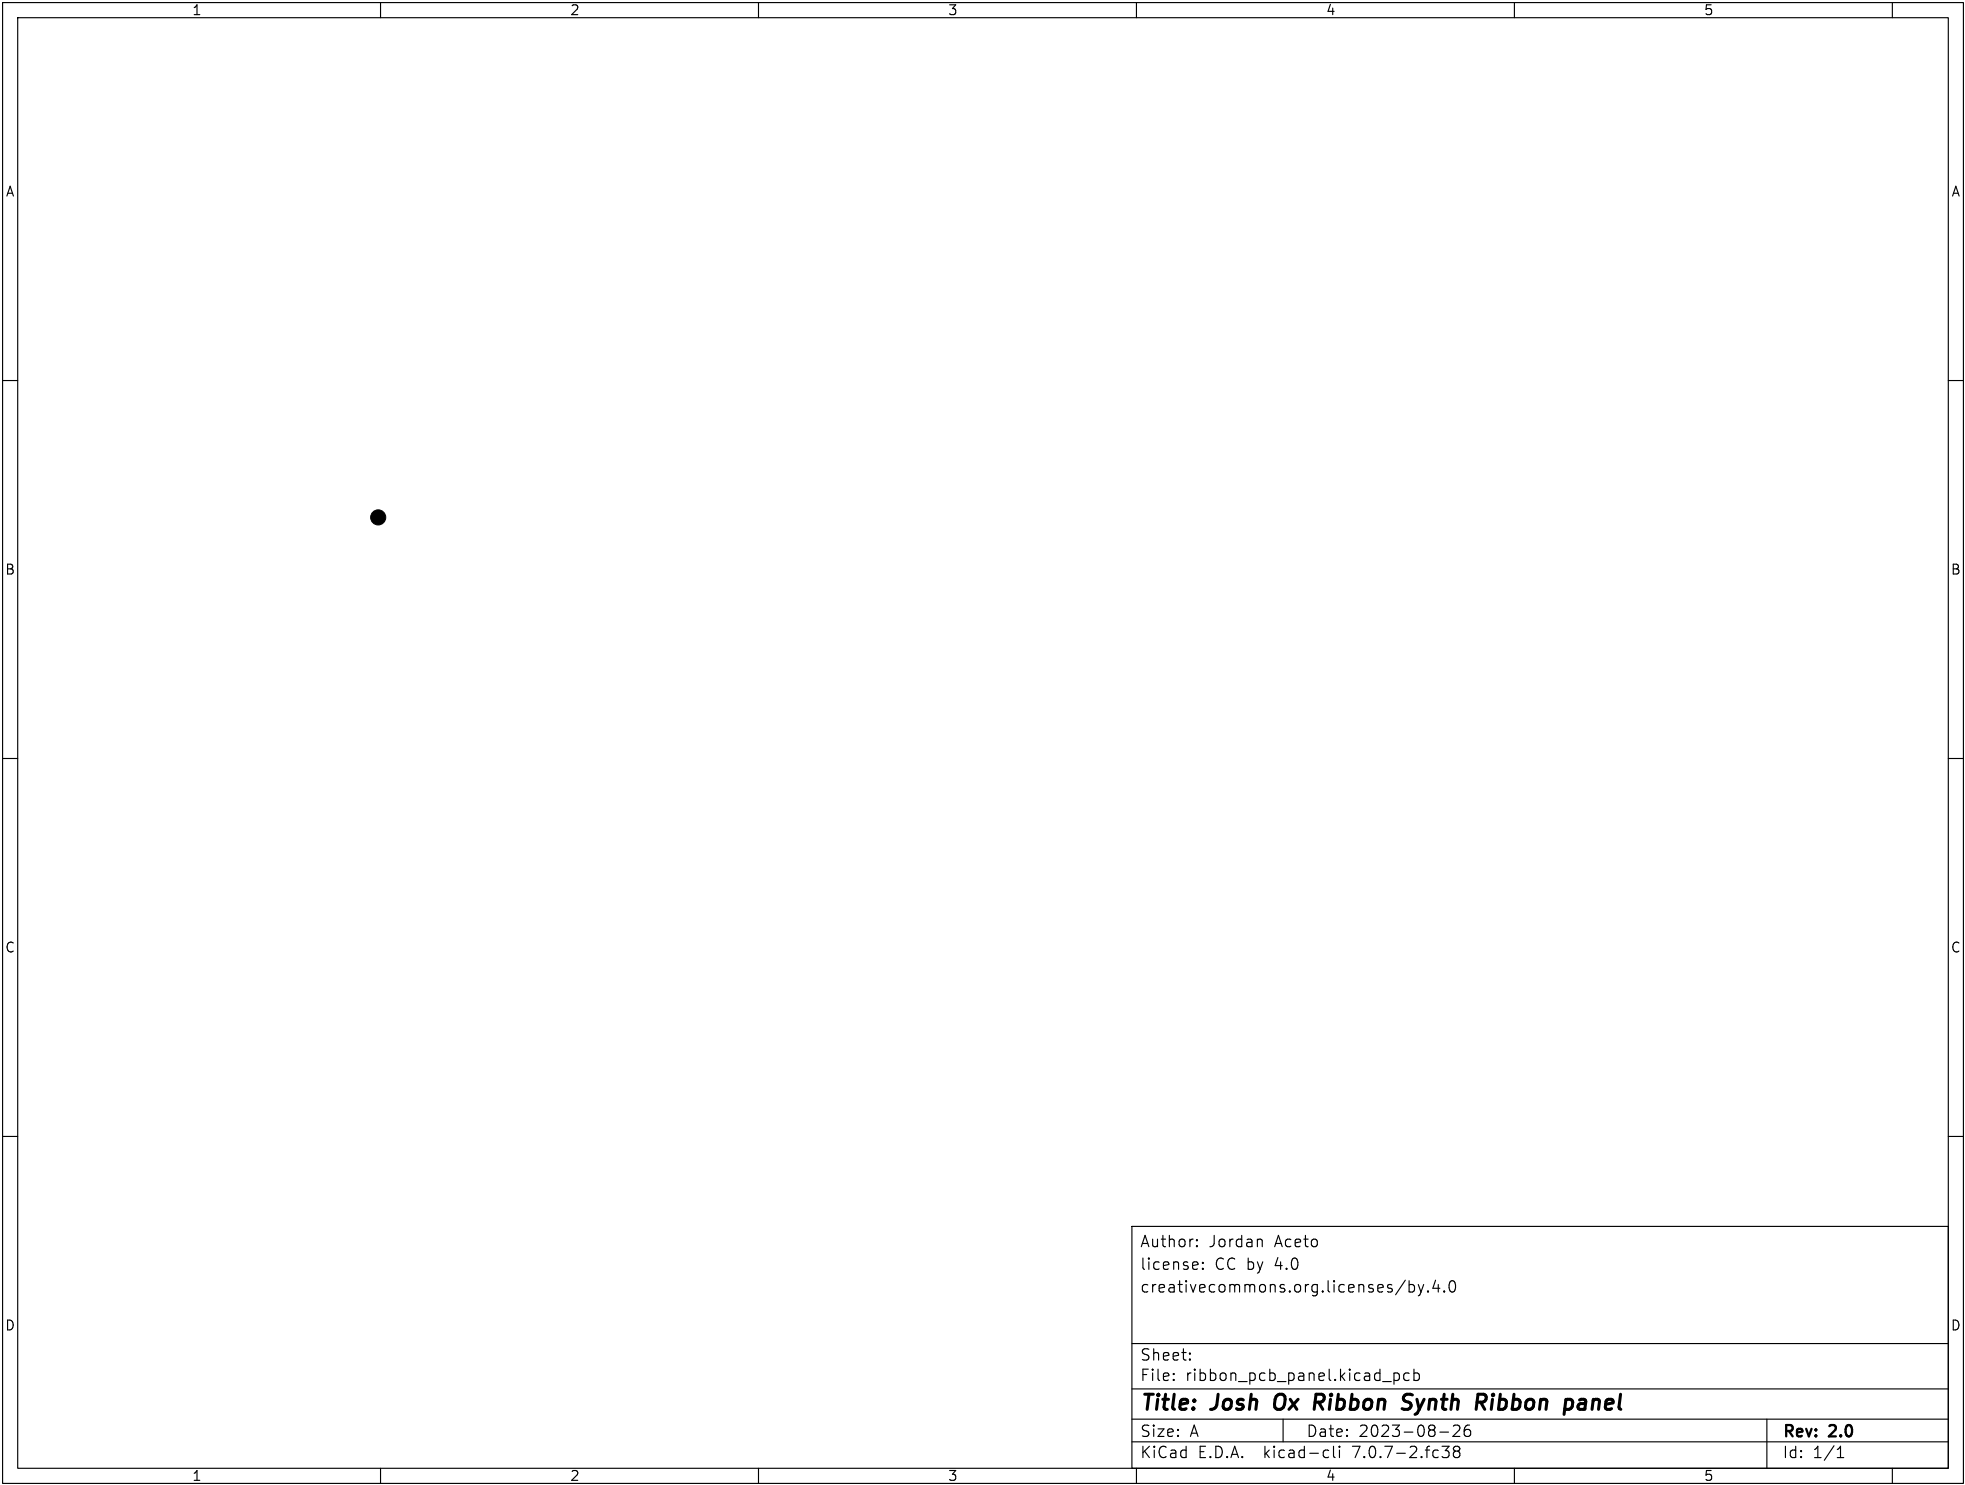 1 2 3 4 5
A A
B B
C C
Author: Jordan Aceto
license: CC by 4.0
creativecommons.org.licenses/by.4.0
D D
Sheet:
File: ribbon_pcb_panel.kicad_pcb
Title: Josh Ox Ribbon Synth Ribbon panel
Size: A Date: 2023-08-26 Rev: 2.0
KiCad E.D.A. kicad-cli 7.0.7-2.fc38 Id: 1/1
1 2 3 4 5